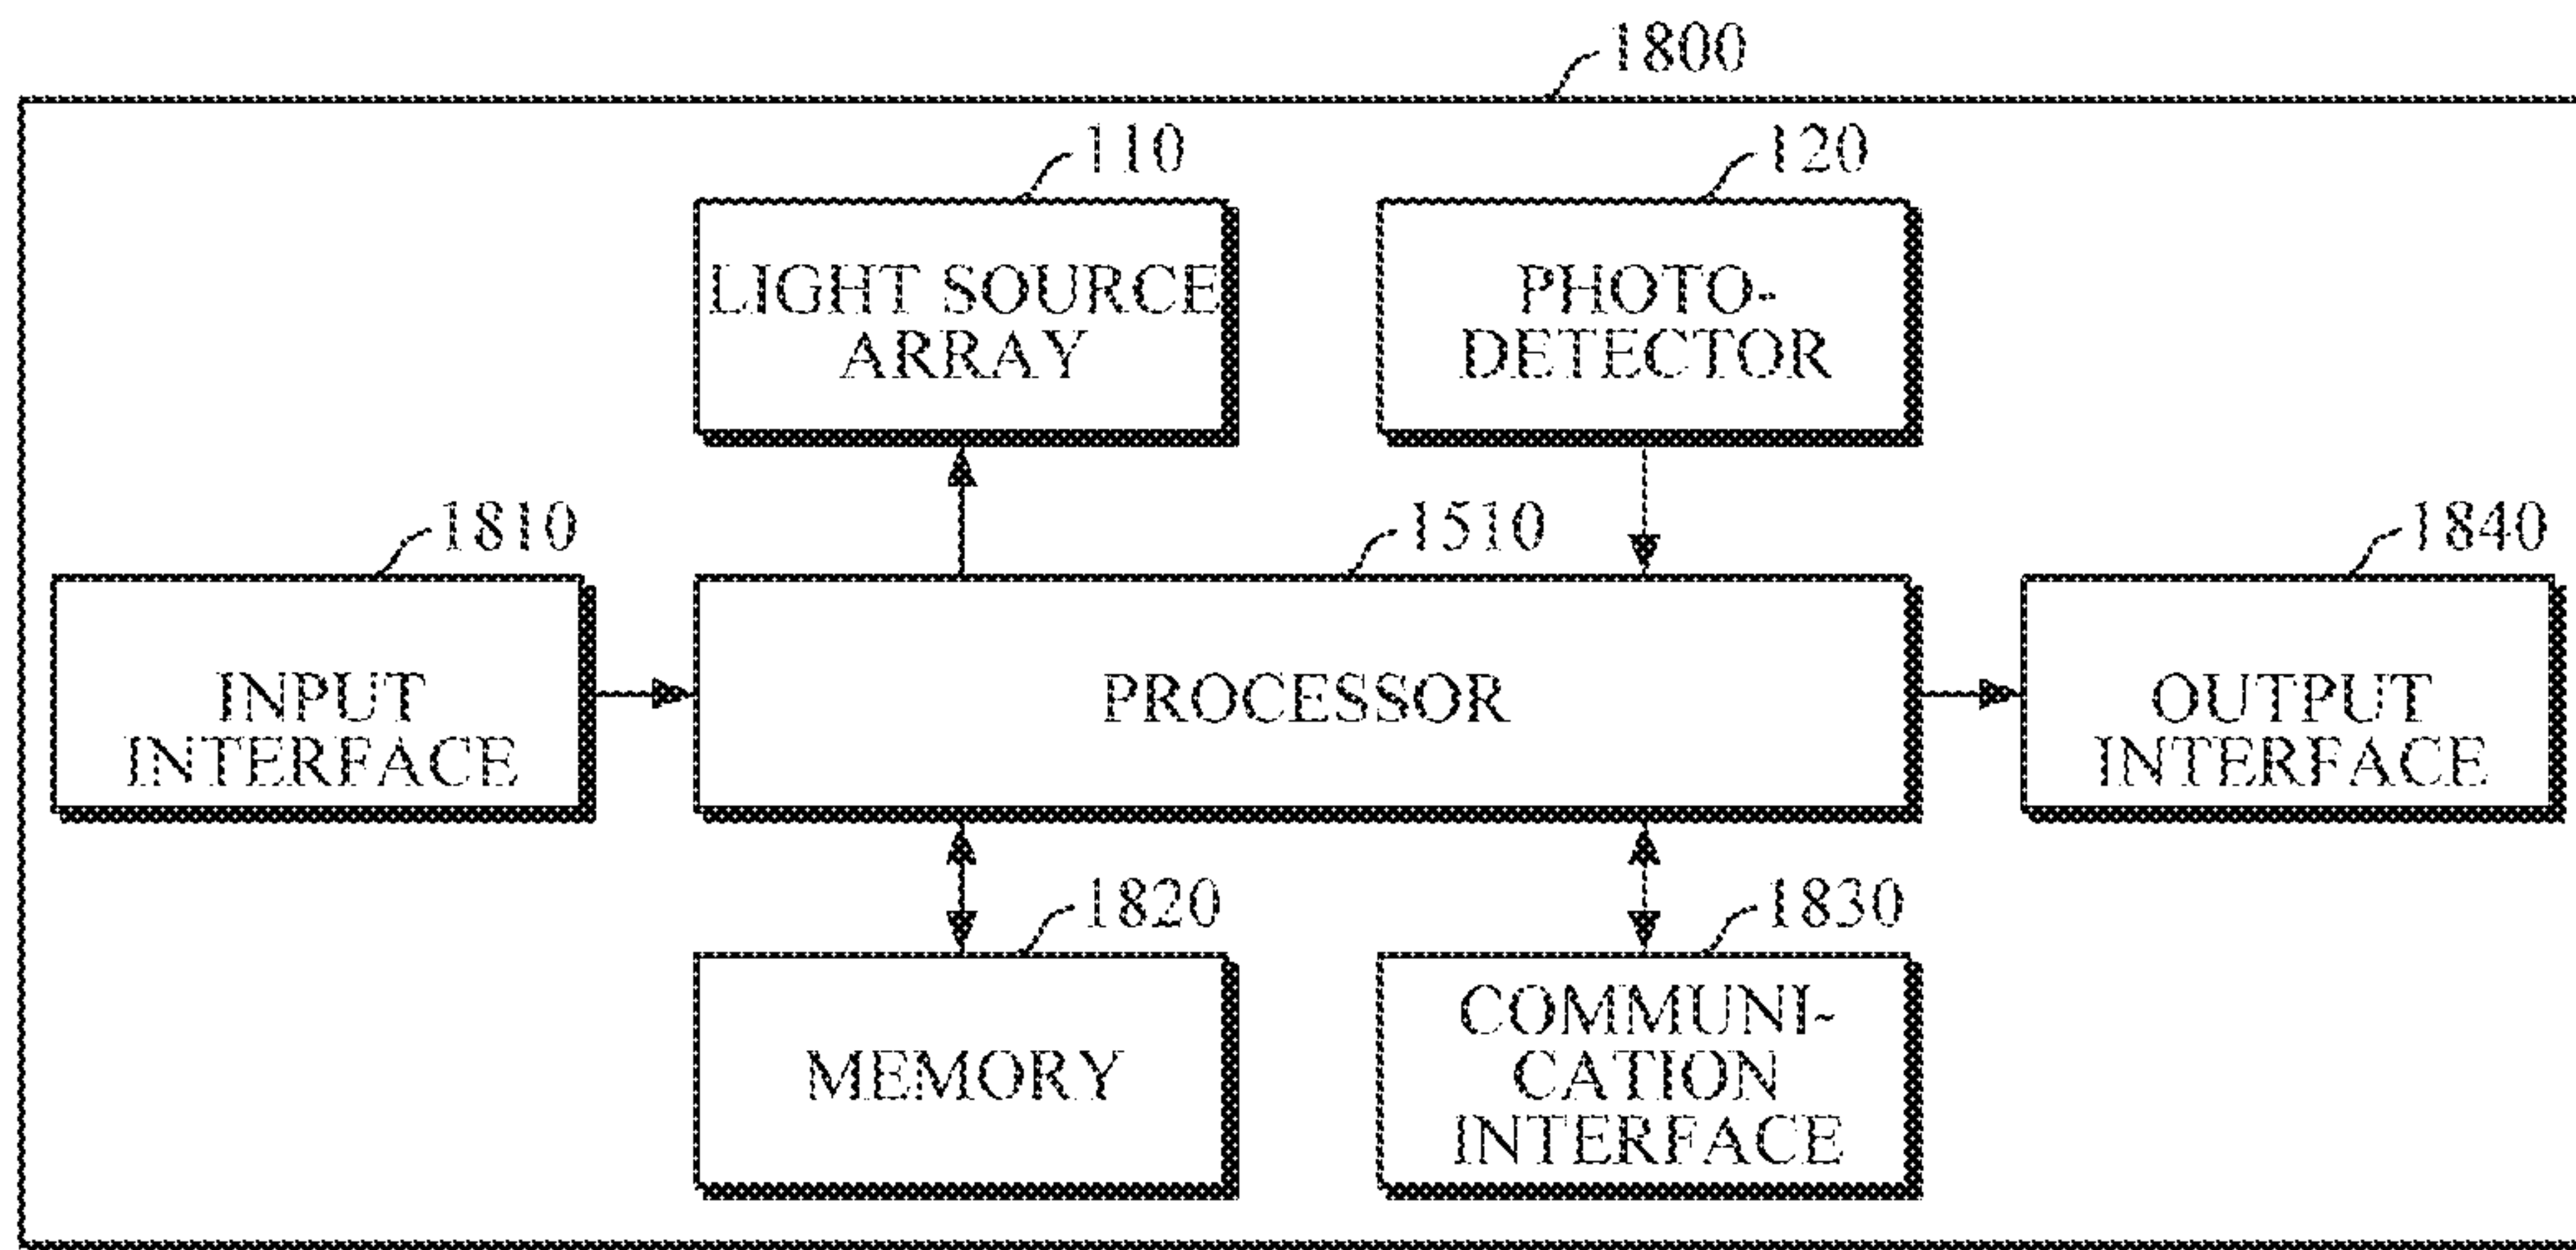 1800
110
120
LIGHT SOURCE
ARRAY
PHOTO-
DETECTOR
1810
1510
1840
INPUT
INTERFACE
PROCESSOR
OUTPUT
INTERFACE
1820
1830
MEMORY
COMMUNI-
CATION
INTERFACE